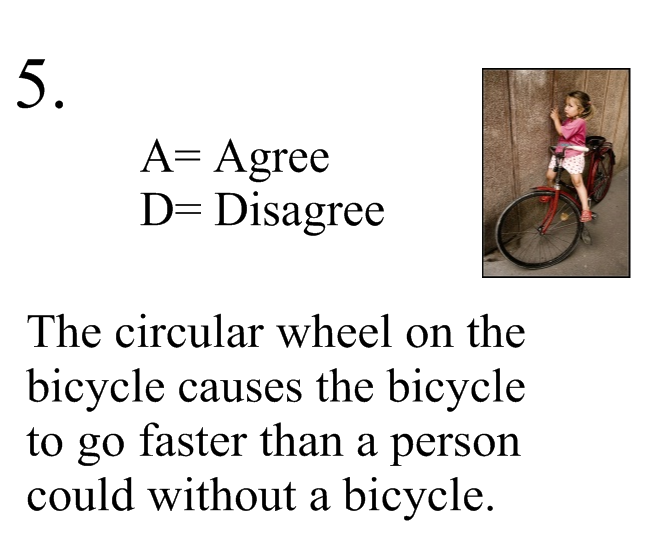 5.
A= Agree
D= Disagree
The circular wheel on the
bicycle causes the bicycle
to go faster than a person
could without a bicycle.